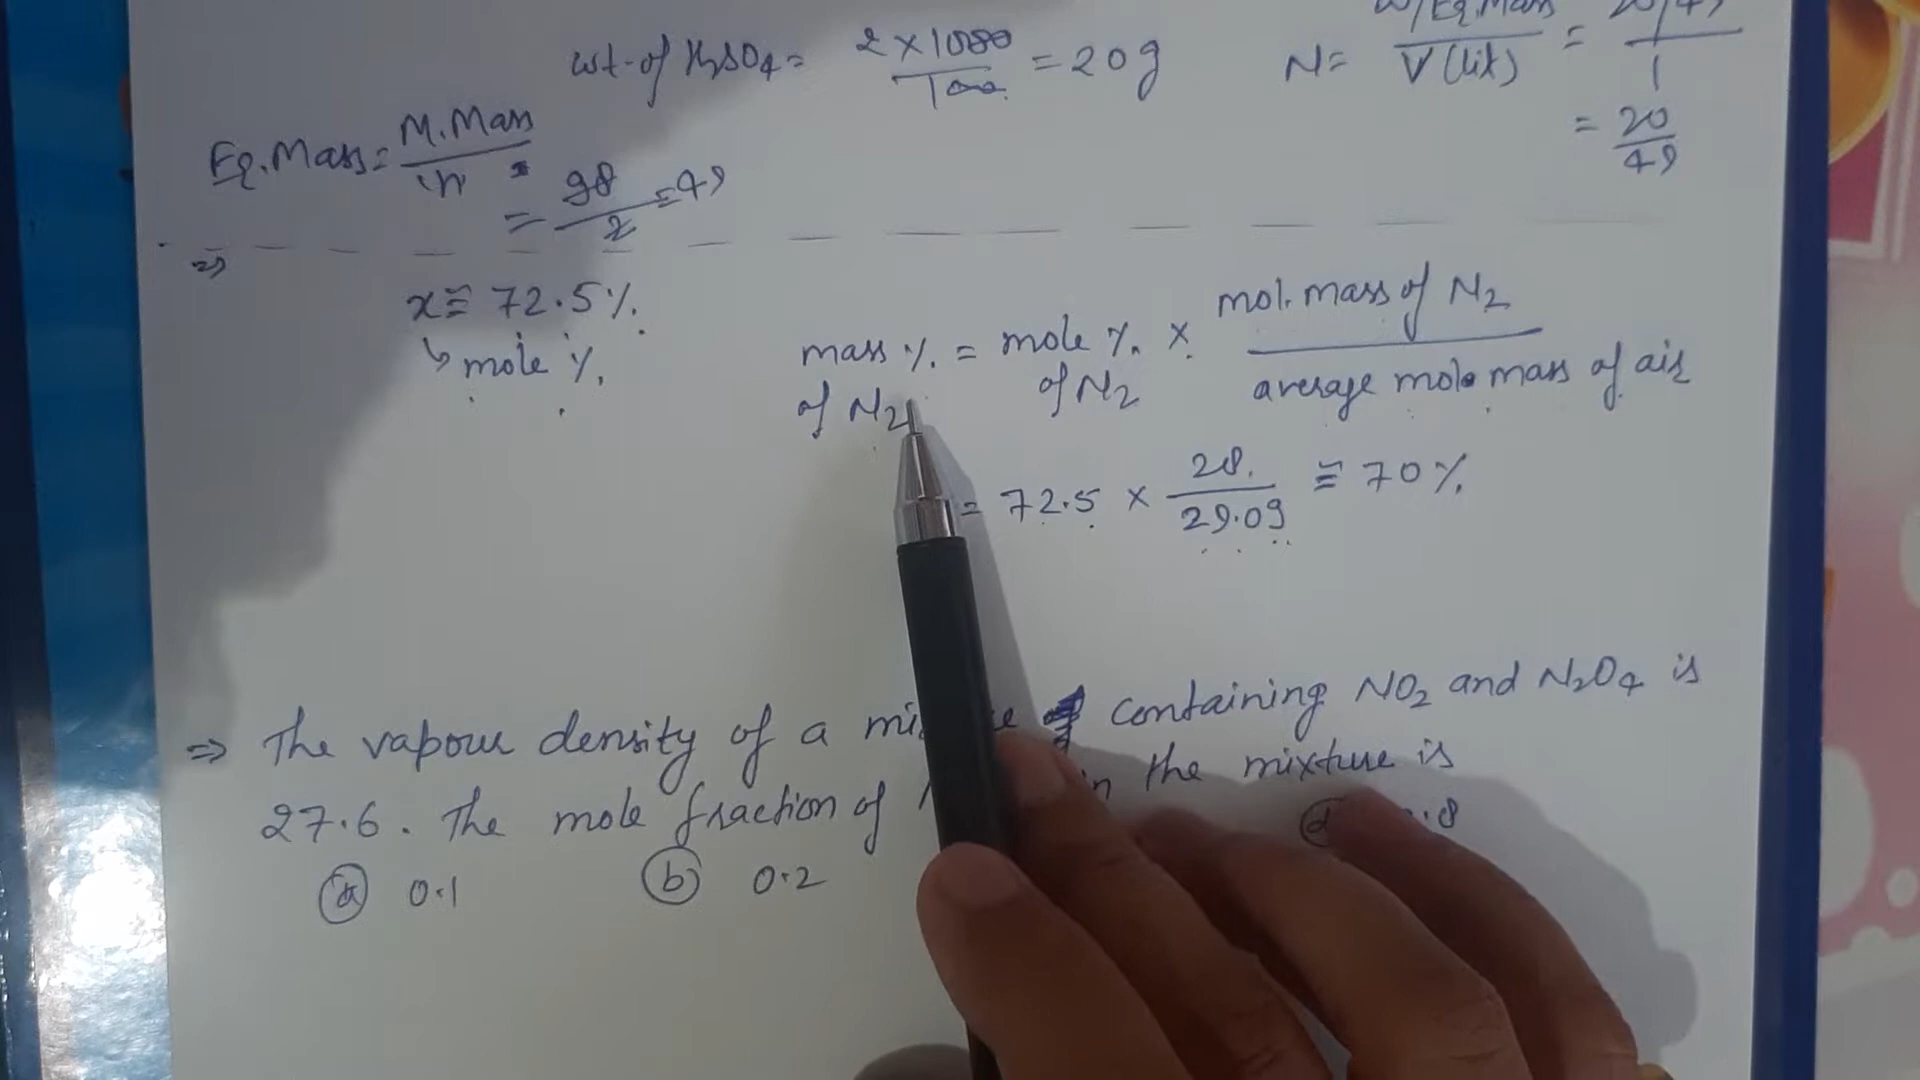 W/Eq.Mass
wt. of H2SO4 = 2 × 1000 / 100 = 20g
N = / V(lit) = 20/49 / 1
= 20/49
Eq. Mass = M.Mass / n
= 98/2 = 49
⇒
x ≅ 72.5%.
↳ mole %.
mass %. of N2 = mole %. of N2 × mol. mass of N2 / average mol. mass of air
= 72.5 × 28. / 29.09 ≅ 70%.
⇒ The vapour density of a containing NO2 and N2O4 is
27.6. The mole fraction of in the mixture is
(a) 0.1 (b) 0.2 (d) .8